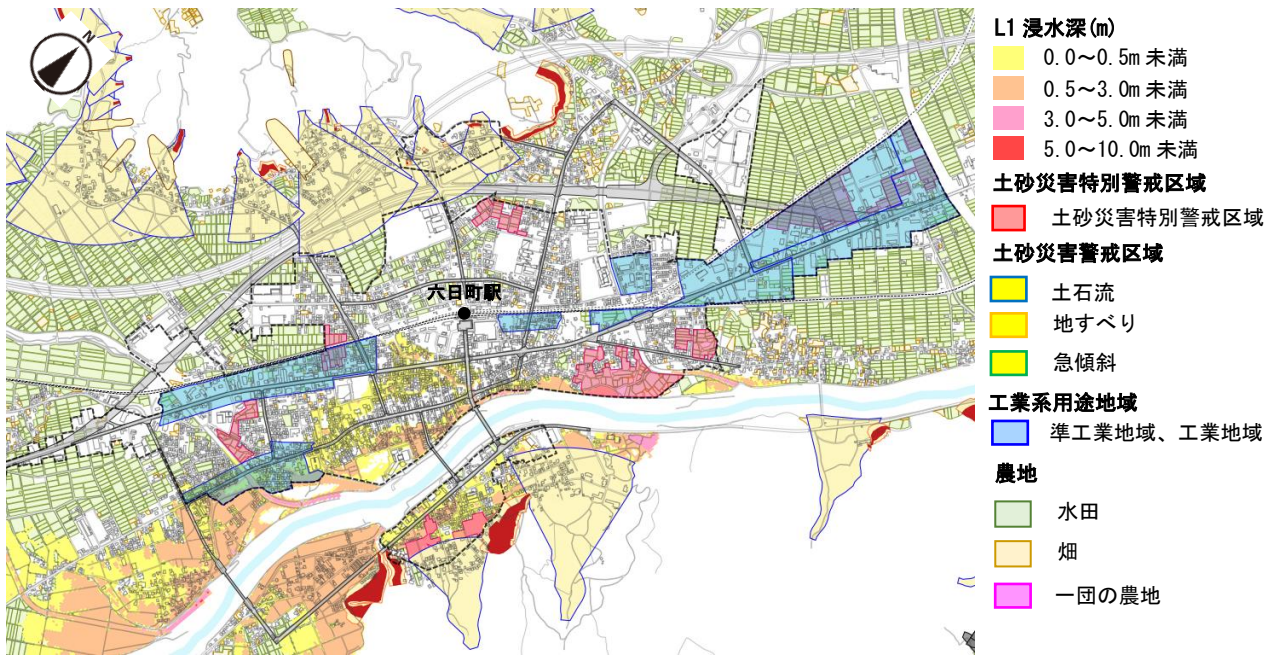 N
六日町駅
L1 浸水深(m)
0.0～0.5m 未満
0.5～3.0m 未満
3.0～5.0m 未満
5.0～10.0m 未満
土砂災害特別警戒区域
土砂災害特別警戒区域
土砂災害警戒区域
土石流
地すべり
急傾斜
工業系用途地域
準工業地域、工業地域
農地
水田
畑
一団の農地